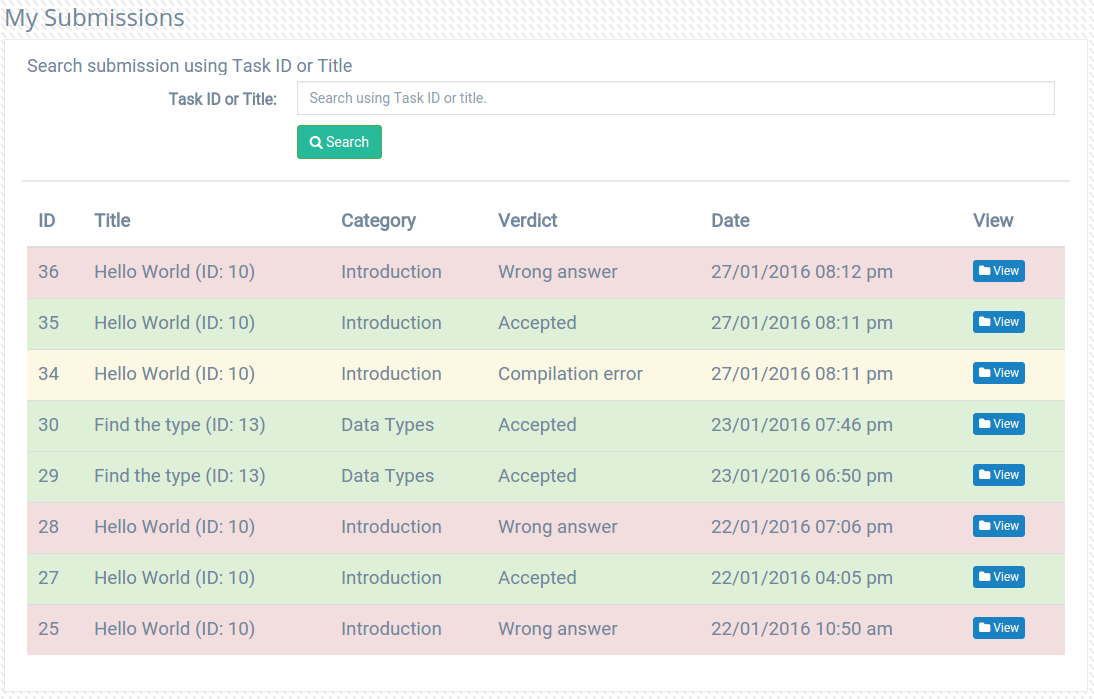 My Submissions
Search submission using Task ID or Title
Task ID or Title: Search using Task ID or title.
Search
ID Title Category Verdict Date View
36 Hello World (ID: 10) Introduction Wrong answer 27/01/2016 08:12 pm View
35 Hello World (ID: 10) Introduction Accepted 27/01/2016 08:11 pm View
34 Hello World (ID: 10) Introduction Compilation error 27/01/2016 08:11 pm View
30 Find the type (ID: 13) Data Types Accepted 23/01/2016 07:46 pm View
29 Find the type (ID: 13) Data Types Accepted 23/01/2016 06:50 pm View
28 Hello World (ID: 10) Introduction Wrong answer 22/01/2016 07:06 pm View
27 Hello World (ID: 10) Introduction Accepted 22/01/2016 04:05 pm View
25 Hello World (ID: 10) Introduction Wrong answer 22/01/2016 10:50 am View